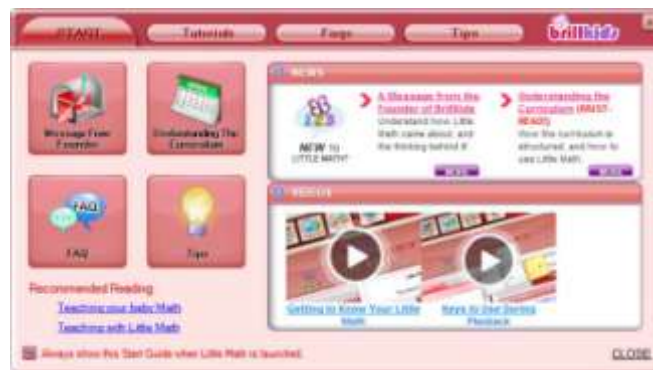 START
Tutorials
Faqs
Tips
brillkids
Message From
Founder
Understanding The
Curriculum
FAQ
FAQ
Tips
Recommended Reading
Teaching your baby Math
Teaching with Little Math
NEWS
NEW TO
LITTLE MATH?
A Message from the
Founder of BrillKids
Understand how Little
Math came about, and
the thinking behind it
MORE
Understanding the
Curriculum (MUST-
READ!)
How the curriculum is
structured, and how to
use Little Math.
MORE
VIDEOS
Getting to Know Your Little
Math
Keys to Use During
Playback
Always show this Start Guide when Little Math is launched.
CLOSE